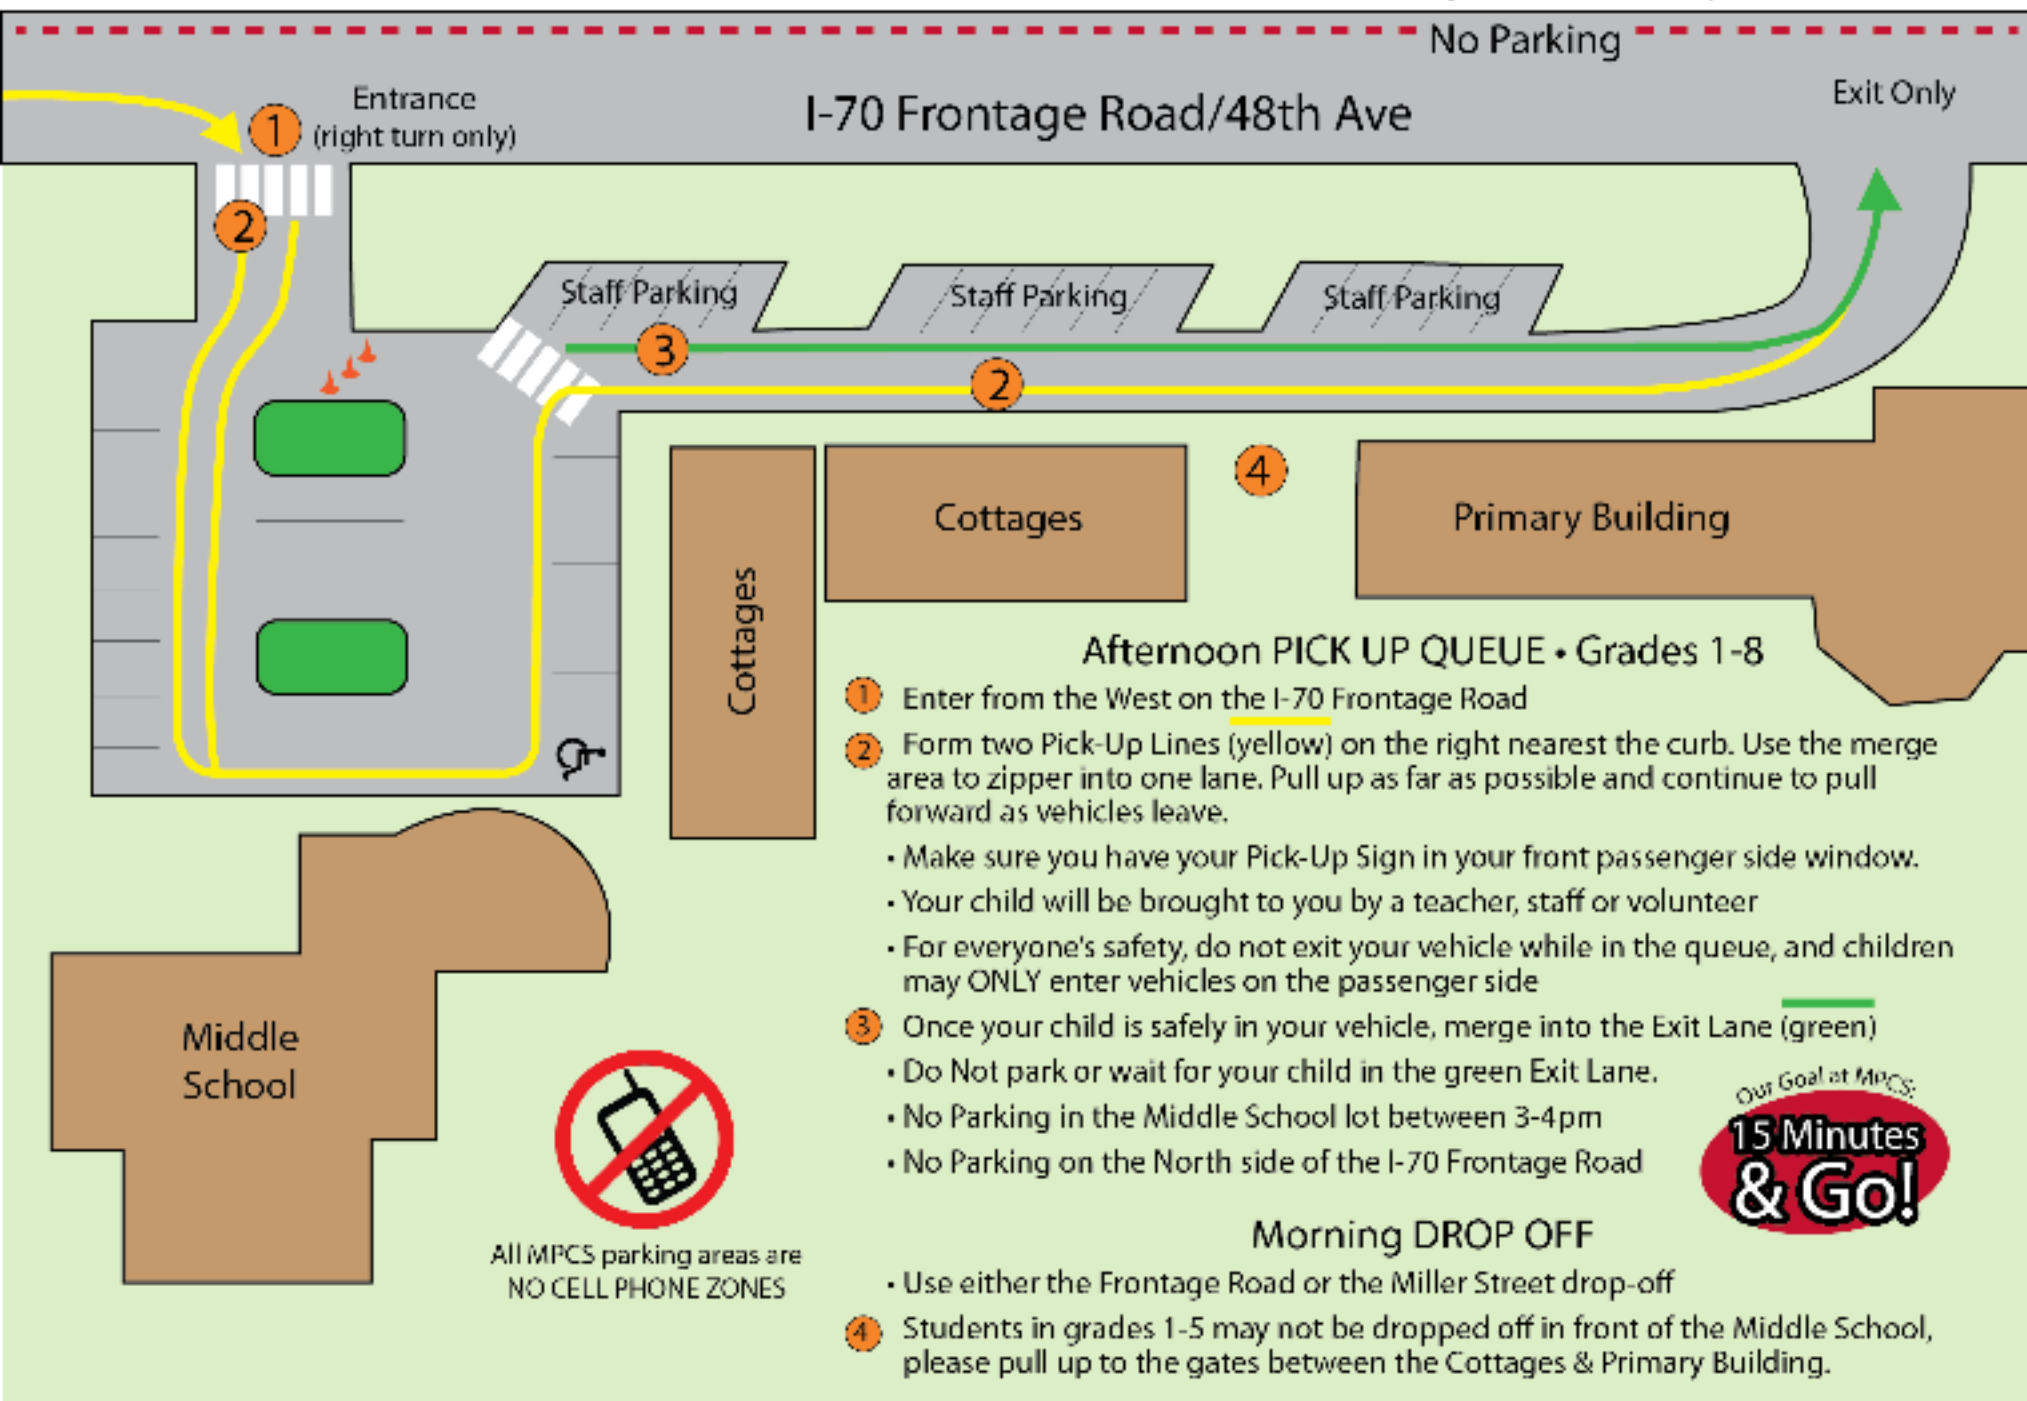 No Parking
Entrance
(right turn only)
I-70 Frontage Road/48th Ave
Exit Only
1
2
Staff Parking
Staff Parking
Staff Parking
3
2
4
Cottages
Primary Building
Cottages
Middle
School
Afternoon PICK UP QUEUE • Grades 1-8
1 Enter from the West on the I-70 Frontage Road
2 Form two Pick-Up Lines (yellow) on the right nearest the curb. Use the merge
area to zipper into one lane. Pull up as far as possible and continue to pull
forward as vehicles leave.
• Make sure you have your Pick-Up Sign in your front passenger side window.
• Your child will be brought to you by a teacher, staff or volunteer
• For everyone's safety, do not exit your vehicle while in the queue, and children
may ONLY enter vehicles on the passenger side
3 Once your child is safely in your vehicle, merge into the Exit Lane (green)
• Do Not park or wait for your child in the green Exit Lane.
• No Parking in the Middle School lot between 3-4pm
• No Parking on the North side of the I-70 Frontage Road
Our Goal at MPCS:
15 Minutes
& Go!
Morning DROP OFF
• Use either the Frontage Road or the Miller Street drop-off
4 Students in grades 1-5 may not be dropped off in front of the Middle School,
please pull up to the gates between the Cottages & Primary Building.
All MPCS parking areas are
NO CELL PHONE ZONES